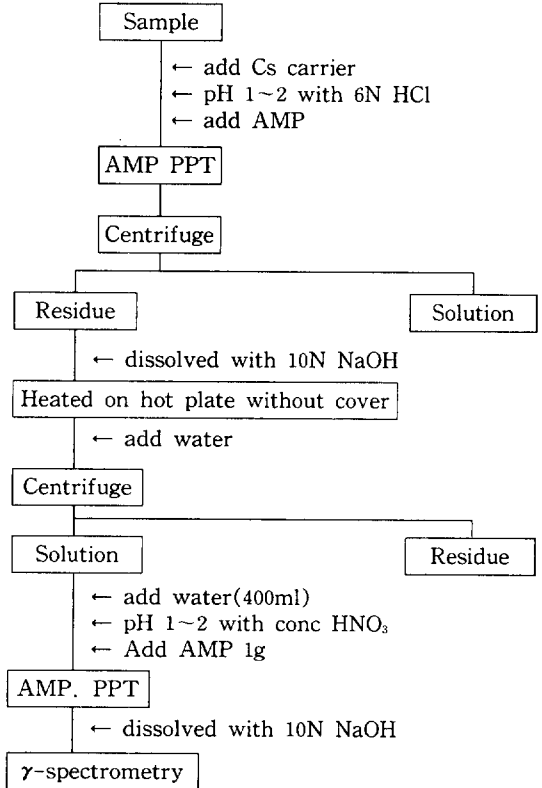 Sample
← add Cs carrier
← pH 1~2 with 6N HCl
← add AMP
AMP PPT
Centrifuge
Residue
Solution
← dissolved with 10N NaOH
Heated on hot plate without cover
← add water
Centrifuge
Solution
Residue
← add water(400ml)
← pH 1~2 with conc HNO₃
← Add AMP 1g
AMP. PPT
← dissolved with 10N NaOH
γ-spectrometry